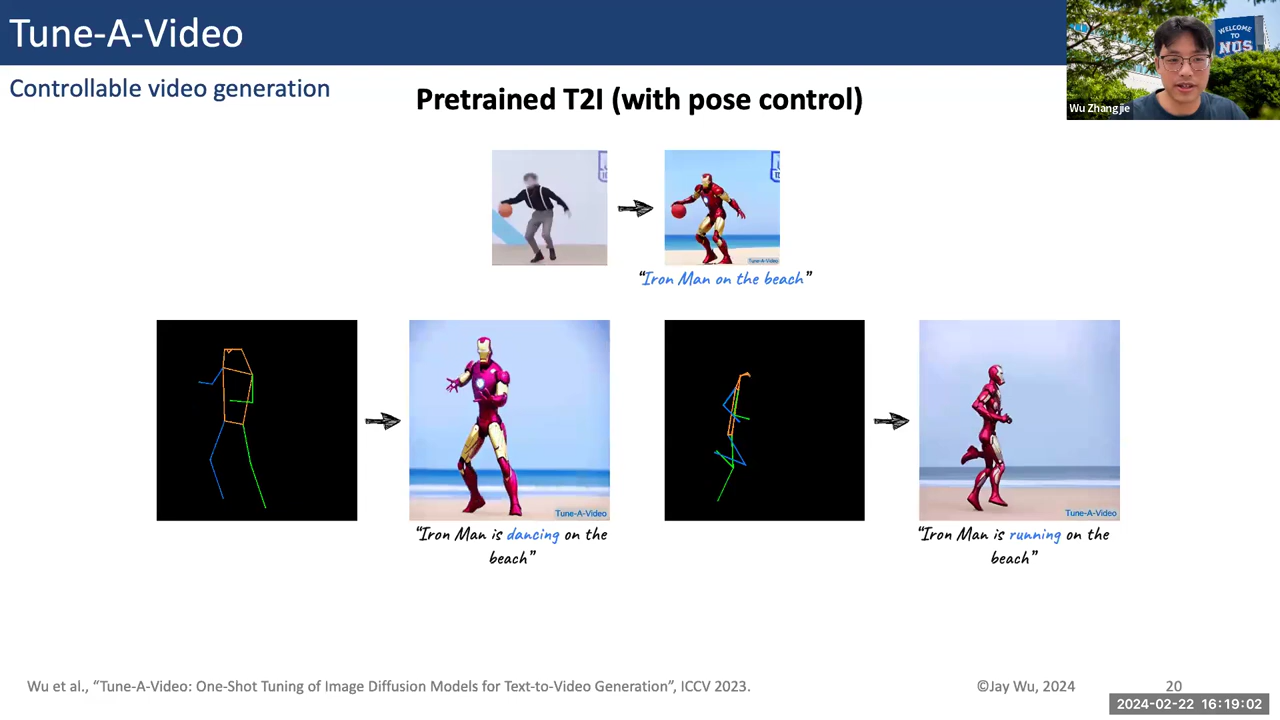 Tune-A-Video
Controllable video generation
Pretrained T2I (with pose control)
WELCOME
TO
NUS
Wu Zhangjie
Tune-A-Video
“Iron Man on the beach”
Tune-A-Video
Tune-A-Video
“Iron Man is dancing on the
beach”
“Iron Man is running on the
beach”
Wu et al., “Tune-A-Video: One-Shot Tuning of Image Diffusion Models for Text-to-Video Generation”, ICCV 2023.
©Jay Wu, 2024
20
2024-02-22 16:19:02